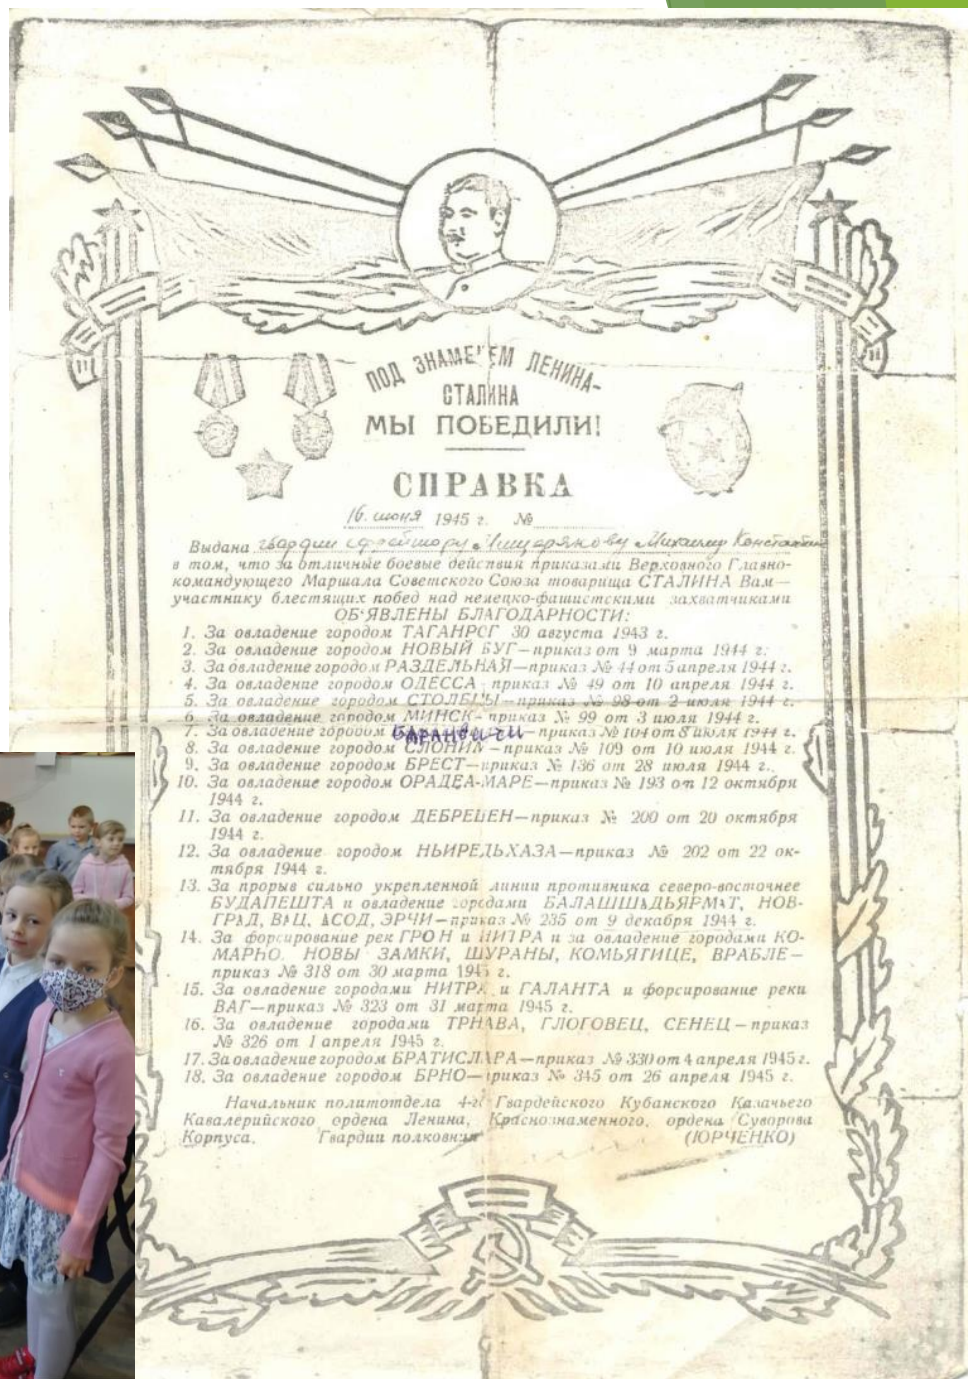 ПОД ЗНАМЕНЕМ ЛЕНИНА-
СТАЛИНА
МЫ ПОБЕДИЛИ!
СПРАВКА
16. июня 1945 г. №
Выдана гвардии ефрейтору Михаилу
в том, что за отличные боевые действия приказами Верховного Главно-
командующего Маршала Советского Союза товарища СТАЛИНА Вам—
участнику блестящих побед над немецко-фашистскими захватчиками
ОБ'ЯВЛЕНЫ БЛАГОДАРНОСТИ:
1. За овладение городом ТАГАНРОГ 30 августа 1943 г.
2. За овладение городом НОВЫЙ БУГ—приказ от 9 марта 1944 г.
3. За овладение городом РАЗДЕЛЬНАЯ—приказ № 44 от 5 апреля 1944 г.
4. За овладение городом ОДЕССА- приказ № 49 от 10 апреля 1944 г.
5. За овладение городом СТОЛБЦЫ—приказ № 98 от 2 июля 1944 г.
6. За овладение городом МИНСК- приказ № 99 от 3 июля 1944 г.
7. За овладение городом БАРАНОВИЧИ - приказ № 104 от 8 июля 1944 г.
8. За овладение городом СЛОНИМ -приказ № 109 от 10 июля 1944 г.
9. За овладение городом БРЕСТ—приказ № 136 от 28 июля 1944 г.
10. За овладение городом ОРАДЕА-МАРЕ—приказ № 193 от 12 октября
1944 г.
11. За овладение городом ДЕБРЕЦЕН—приказ № 200 от 20 октября
1944 г.
12. За овладение городом НЬИРЕДЬХАЗА—приказ № 202 от 22 ок-
тября 1944 г.
13. За прорыв сильно укрепленной линии противника северо-восточнее
БУДАПЕШТА и овладение городами БАЛАШШАДЬЯРМАТ, НОВ-
ГРАД, ВАЦ, АСОД, ЭРЧИ—приказ № 235 от 9 декабря 1944 г.
14. За форсирование рек ГРОН и НИТРА и за овладение городами КО-
МАРНО. НОВЫ ЗАМКИ, ШУРАНЫ, КОМЬЯТИЦЕ, ВРАБЛЕ—
приказ № 318 от 30 марта 1945 г.
15. За овладение городами НИТРА и ГАЛАНТА и форсирование реки
ВАГ—приказ № 323 от 31 марта 1945 г.
16. За овладение городами ТРНАВА, ГЛОГОВЕЦ, СЕНЕЦ—приказ
№ 326 от 1 апреля 1945 г.
17. За овладение городом БРАТИСЛАРА—приказ № 330 от 4 апреля 1945 г.
18. За овладение городом БРНО—приказ № 345 от 26 апреля 1945 г.
Начальник политотдела 4-й Гвардейского Кубанского Казачьего
Кавалерийского ордена Ленина, Краснознаменного, ордена Суворова
Корпуса. Гвардии полковник (ЮРЧЕНКО)